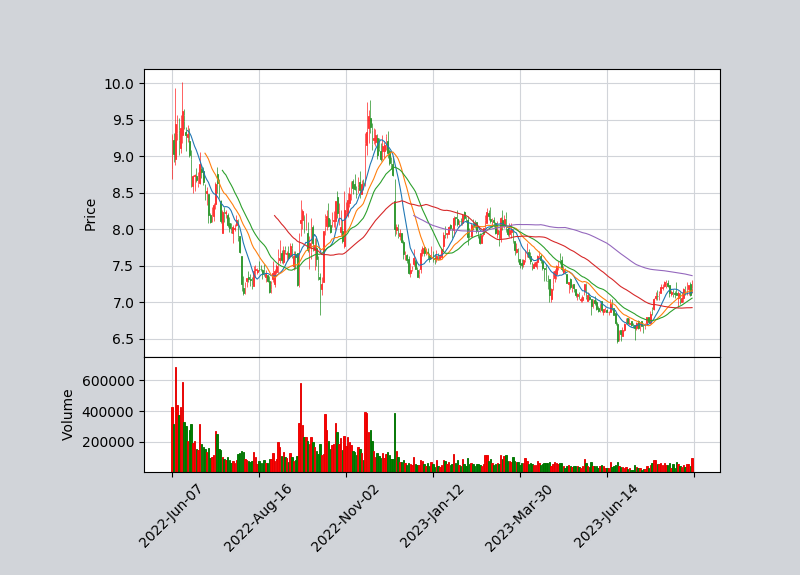 10.0
9.5
9.0
8.5
8.0
7.5
7.0
6.5
Price
600000
400000
200000
Volume
2022-Jun-07
2022-Aug-16
2022-Nov-02
2023-Jan-12
2023-Mar-30
2023-Jun-14